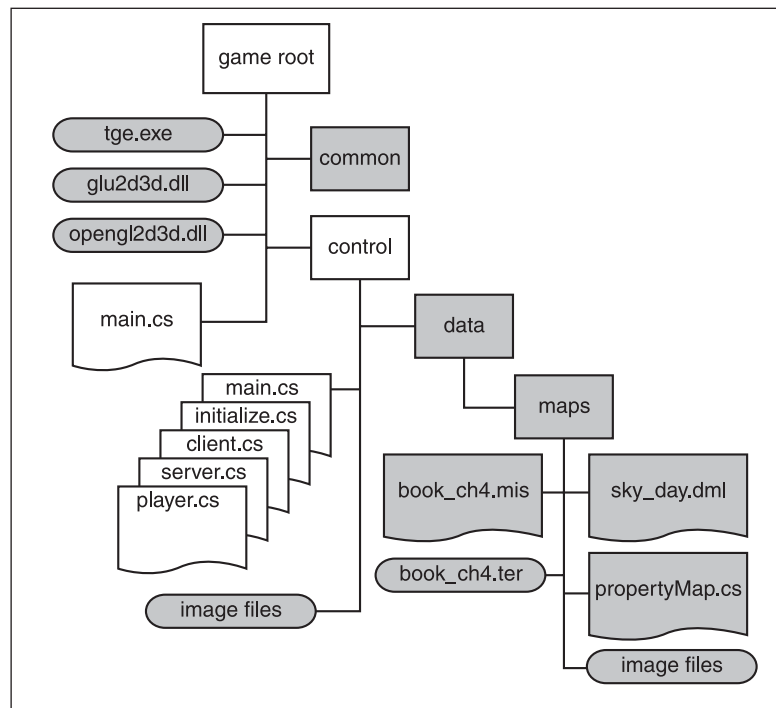 game root
tge.exe
common
glu2d3d.dll
opengl2d3d.dll
control
main.cs
data
main.cs
initialize.cs
client.cs
server.cs
player.cs
maps
book_ch4.mis
sky_day.dml
book_ch4.ter
propertyMap.cs
image files
image files